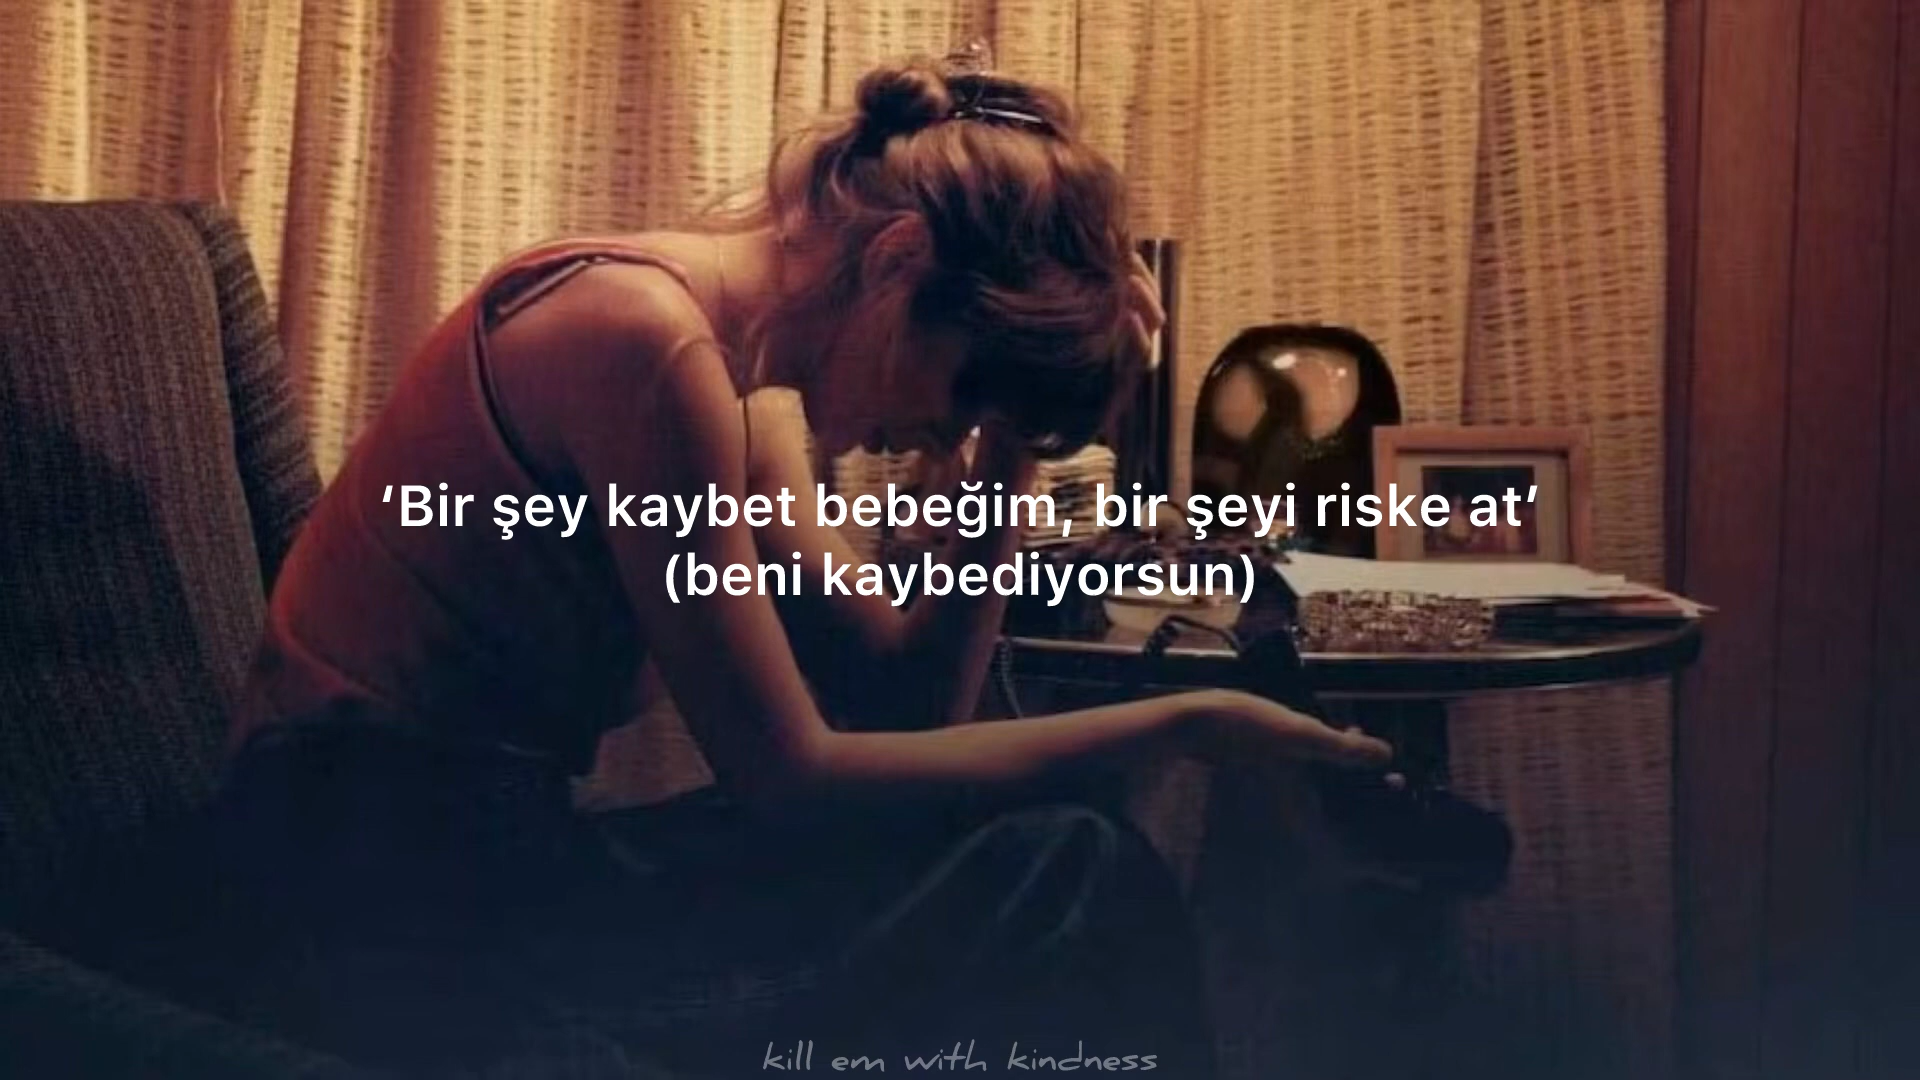 ‘Bir şey kaybet bebeğim, bir şeyi riske at’
(beni kaybediyorsun)
kill em with kindness